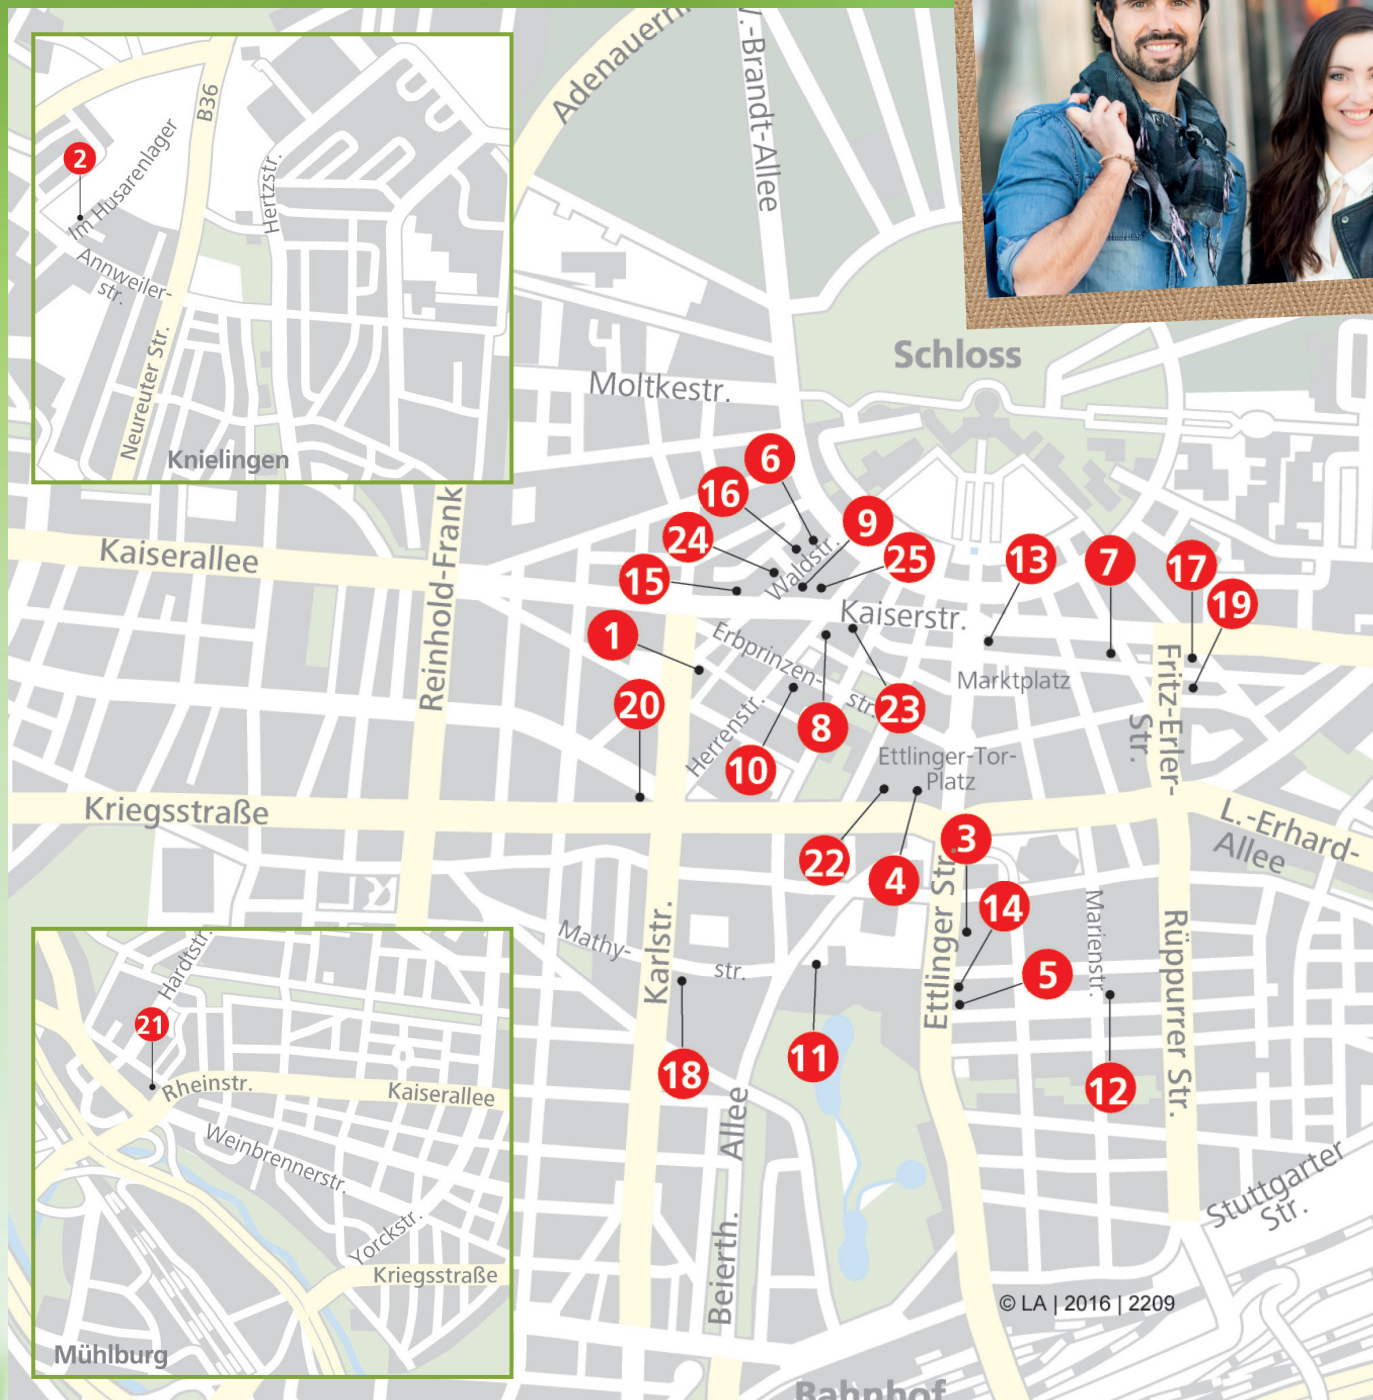 Adenauerri
.-Brandt-Allee
B36
Im Husarenlager
Hertzstr.
2
Annweiler-
str.
Neureuter Str.
Knielingen
Schloss
Moltkestr.
6
16
9
24
25
13
7
17
15
Waldstr.
19
Kaiserallee
Reinhold-Frank
Kaiserstr.
1
Erbprinzen-
str.
Marktplatz
Fritz-Erler-
Str.
20
Herrenstr.
8
23
10
Ettlinger-Tor-
Platz
Kriegsstraße
L.-Erhard-
Allee
22
4
3
Ettlinger Str.
14
Marienstr.
Rüppurrer Str.
Karlstr.
Mathy-
str.
5
18
11
12
Hardtstr.
21
Rheinstr.
Kaiserallee
Weinbrennerstr.
Yorckstr.
Kriegsstraße
Mühlburg
Beierth. Allee
Stuttgarter
Str.
© LA | 2016 | 2209
Bahnhof